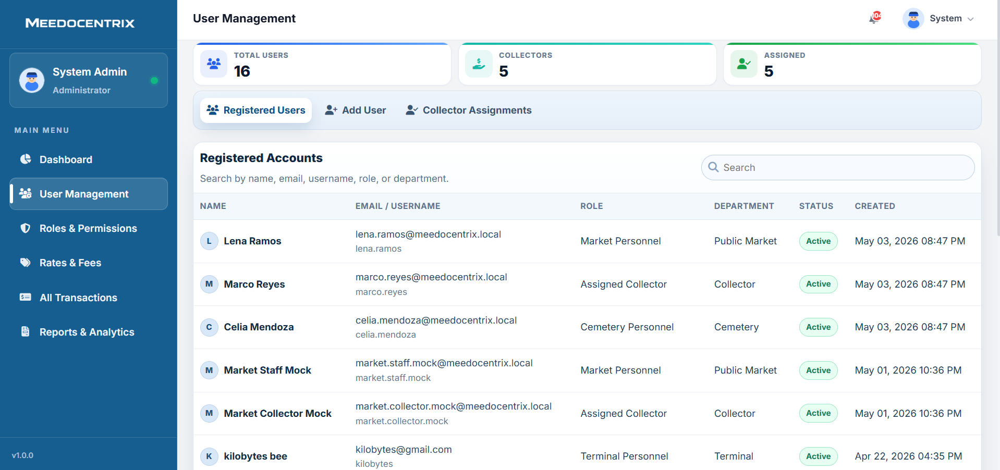 MEEDOCENTRIX
System Admin
Administrator
MAIN MENU
Dashboard
User Management
Roles & Permissions
Rates & Fees
All Transactions
Reports & Analytics
v1.0.0
User Management
System
TOTAL USERS
16
COLLECTORS
5
ASSIGNED
5
Registered Users
Add User
Collector Assignments
Registered Accounts
Search by name, email, username, role, or department.
Search
NAME EMAIL / USERNAME ROLE DEPARTMENT STATUS CREATED
L Lena Ramos lena.ramos@meedocentrix.local Market Personnel Public Market Active May 03, 2026 08:47 PM
lena.ramos
M Marco Reyes marco.reyes@meedocentrix.local Assigned Collector Collector Active May 03, 2026 08:47 PM
marco.reyes
C Celia Mendoza celia.mendoza@meedocentrix.local Cemetery Personnel Cemetery Active May 03, 2026 08:47 PM
celia.mendoza
M Market Staff Mock market.staff.mock@meedocentrix.local Market Personnel Public Market Active May 01, 2026 10:36 PM
market.staff.mock
M Market Collector Mock market.collector.mock@meedocentrix.local Assigned Collector Collector Active May 01, 2026 10:36 PM
market.collector.mock
K kilobytes bee kilobytes@gmail.com Terminal Personnel Terminal Active Apr 22, 2026 04:35 PM
kilobytes